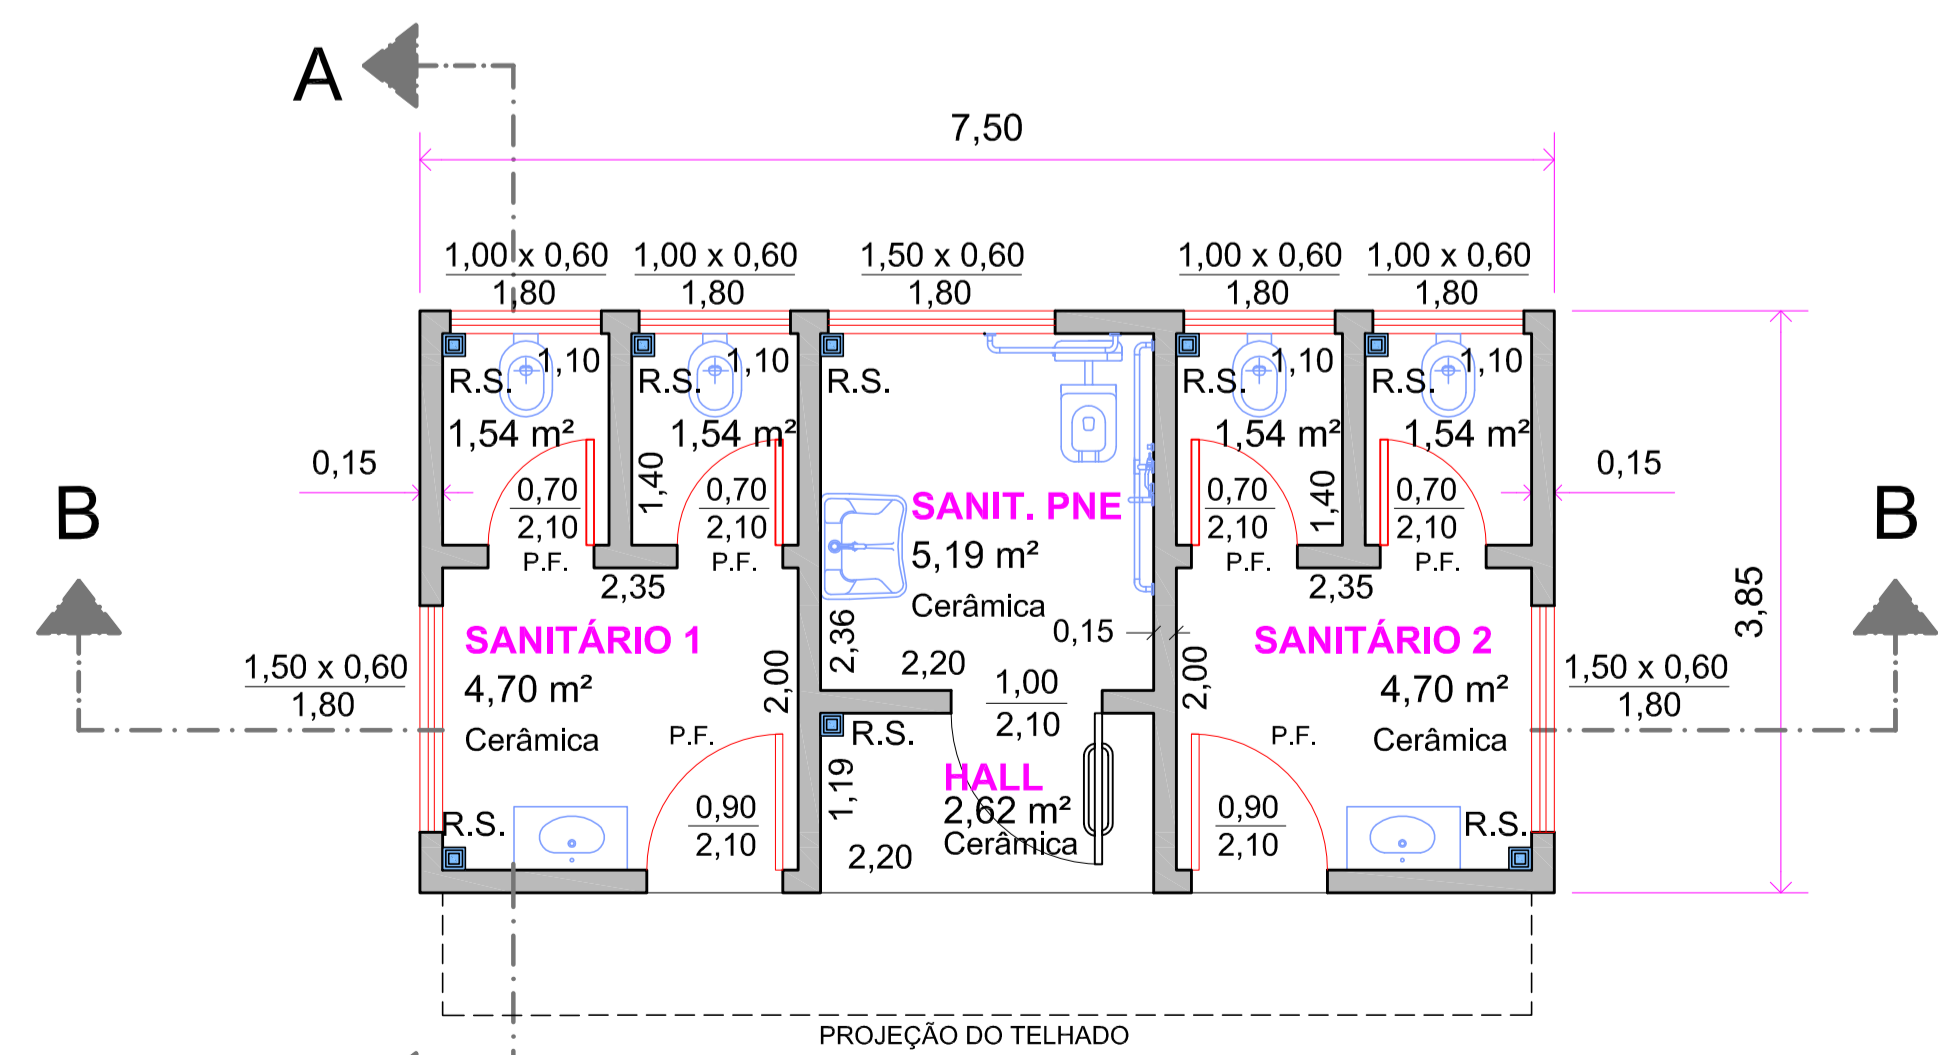 A
7,50
1,00 x 0,60
1,80
1,00 x 0,60
1,80
1,50 x 0,60
1,80
1,00 x 0,60
1,80
1,00 x 0,60
1,80
R.S.
1,10
R.S.
1,10
R.S.
R.S.
1,10
R.S.
1,10
1,54 m²
1,54 m²
1,54 m²
1,54 m²
0,15
0,15
B
B
0,70
2,10
P.F.
1,40
0,70
2,10
P.F.
SANIT. PNE
5,19 m²
Cerâmica
0,70
2,10
P.F.
1,40
0,70
2,10
P.F.
2,35
2,35
3,85
SANITÁRIO 1
4,70 m²
Cerâmica
2,36
2,20
0,15
SANITÁRIO 2
4,70 m²
Cerâmica
1,50 x 0,60
1,80
2,00
1,00
2,10
2,00
1,50 x 0,60
1,80
P.F.
R.S.
P.F.
HALL
2,62 m²
Cerâmica
1,19
2,20
R.S.
0,90
2,10
0,90
2,10
R.S.
PROJEÇÃO DO TELHADO